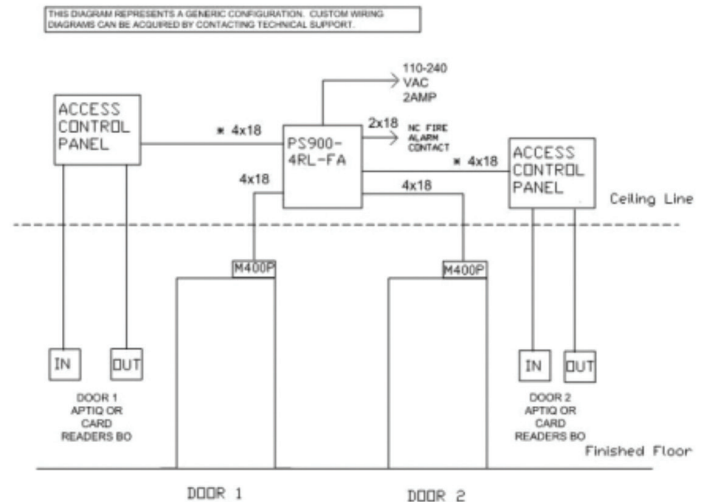 THIS DIAGRAM REPRESENTS A GENERIC CONFIGURATION. CUSTOM WIRING
DIAGRAMS CAN BE ACQUIRED BY CONTACTING TECHNICAL SUPPORT.
110-240
VAC
2AMP
ACCESS
CONTROL
PANEL
* 4x18
PS900-
4RL-FA
2x18
NC FIRE
ALARM
CONTACT
* 4x18
ACCESS
CONTROL
PANEL
4x18
4x18
Ceiling Line
M400P
M400P
IN
OUT
IN
OUT
DOOR 1
APTIQ OR
CARD
READERS BO
DOOR 2
APTIQ OR
CARD
READERS BO
Finished Floor
DOOR 1
DOOR 2